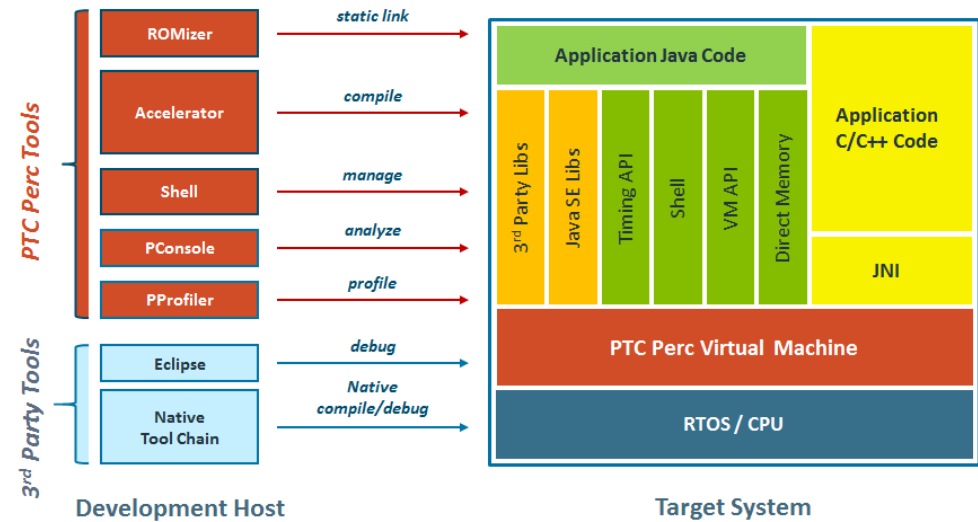 PTC Perc Tools
ROMizer
static link
Accelerator
compile
Shell
manage
PConsole
analyze
PProfiler
profile
3rd Party Tools
Eclipse
debug
Native
Tool Chain
Native
compile/debug
Development Host
Application Java Code
3rd Party Libs
Java SE Libs
Timing API
Shell
VM API
Direct Memory
Application
C/C++ Code
JNI
PTC Perc Virtual Machine
RTOS / CPU
Target System